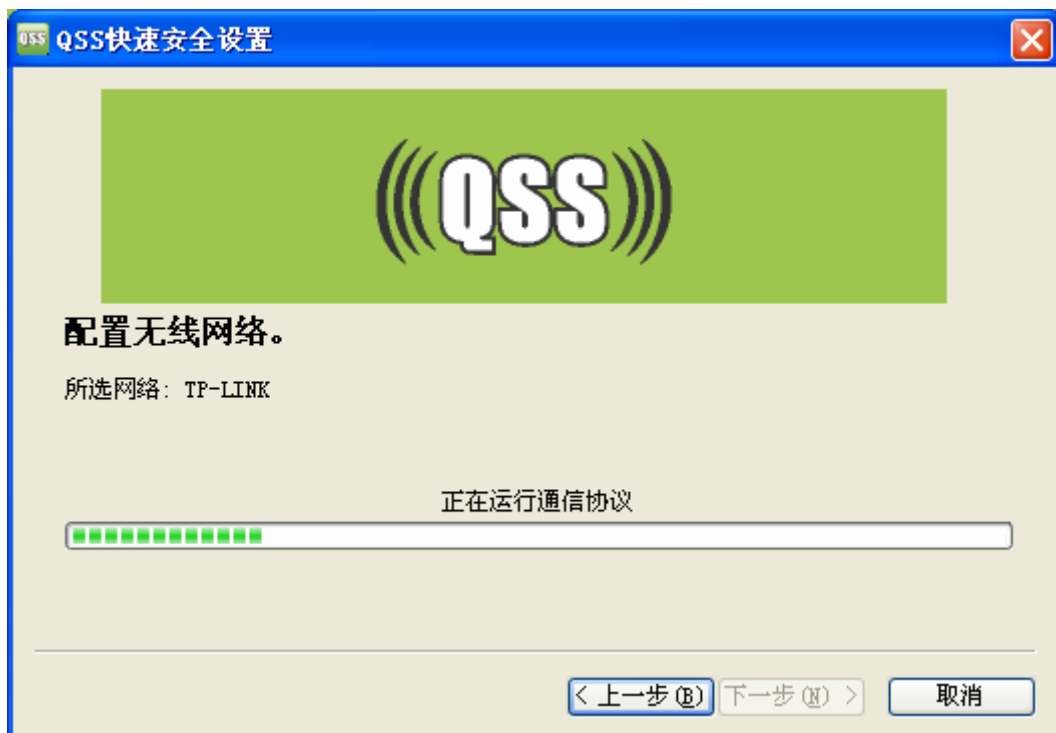 QSS QSS快速安全设置
(((QSS)))
配置无线网络。
所选网络: TP-LINK
正在运行通信协议
< 上一步(B) 下一步(N) > 取消